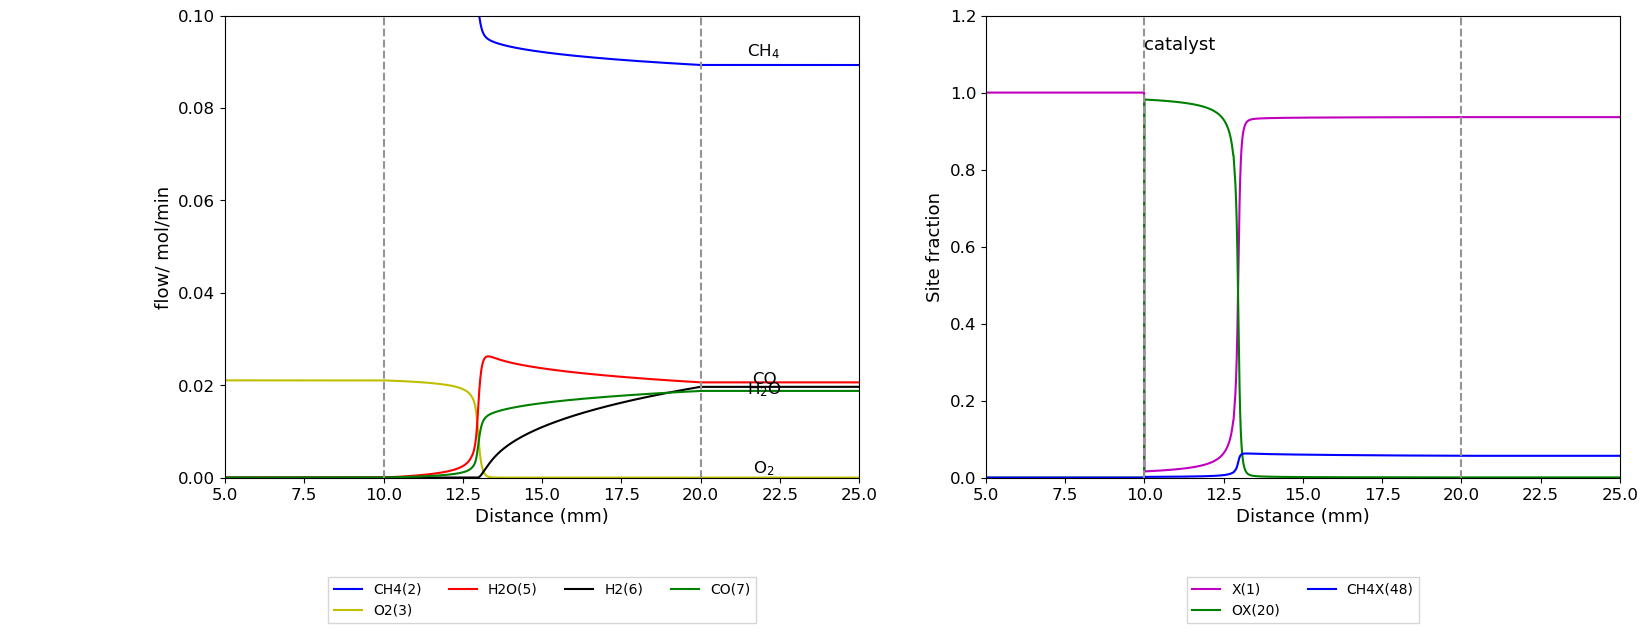 0.10
0.08
0.06
0.04
0.02
0.00
flow/ mol/min
CH₄
CO
H₂O
O₂
5.0 7.5 10.0 12.5 15.0 17.5 20.0 22.5 25.0
Distance (mm)
CH4(2) H2O(5) H2(6) CO(7)
O2(3)
1.2
1.0
0.8
0.6
0.4
0.2
0.0
Site fraction
catalyst
5.0 7.5 10.0 12.5 15.0 17.5 20.0 22.5 25.0
Distance (mm)
X(1) CH4X(48)
OX(20)